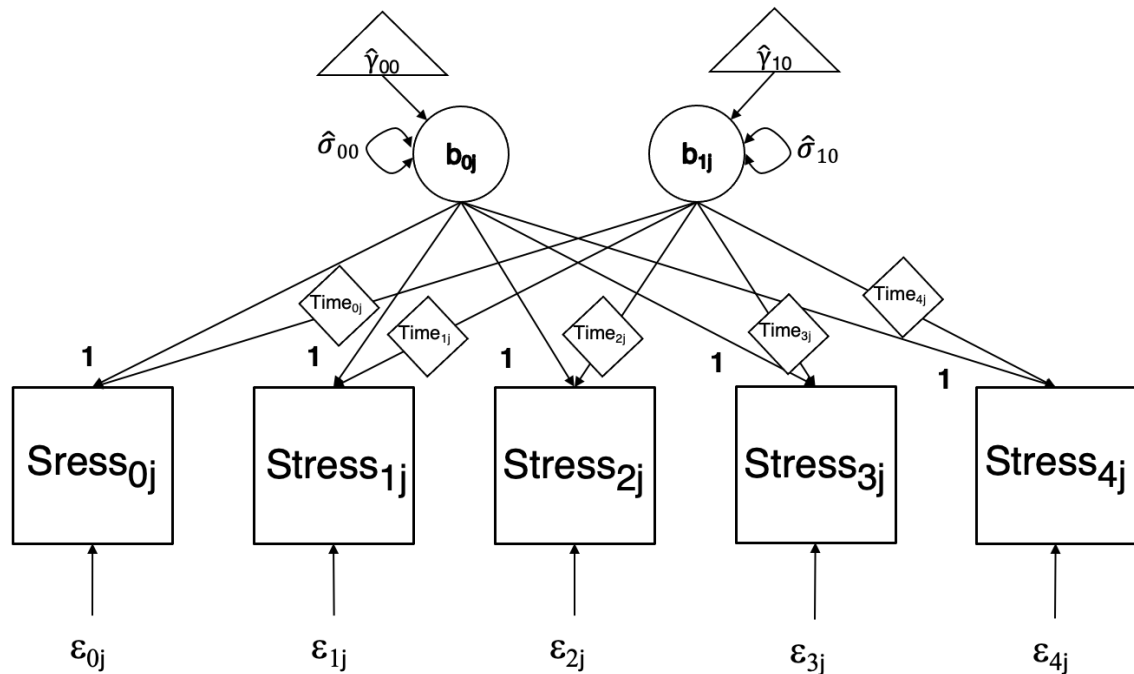 γ̂₀₀
γ̂₁₀
σ̂₀₀
b₀ⱼ
b₁ⱼ
σ̂₁₀
Time₀ⱼ
Time₁ⱼ
Time₂ⱼ
Time₃ⱼ
Time₄ⱼ
1
1
1
1
1
Sress₀ⱼ
Stress₁ⱼ
Stress₂ⱼ
Stress₃ⱼ
Stress₄ⱼ
ε₀ⱼ
ε₁ⱼ
ε₂ⱼ
ε₃ⱼ
ε₄ⱼ